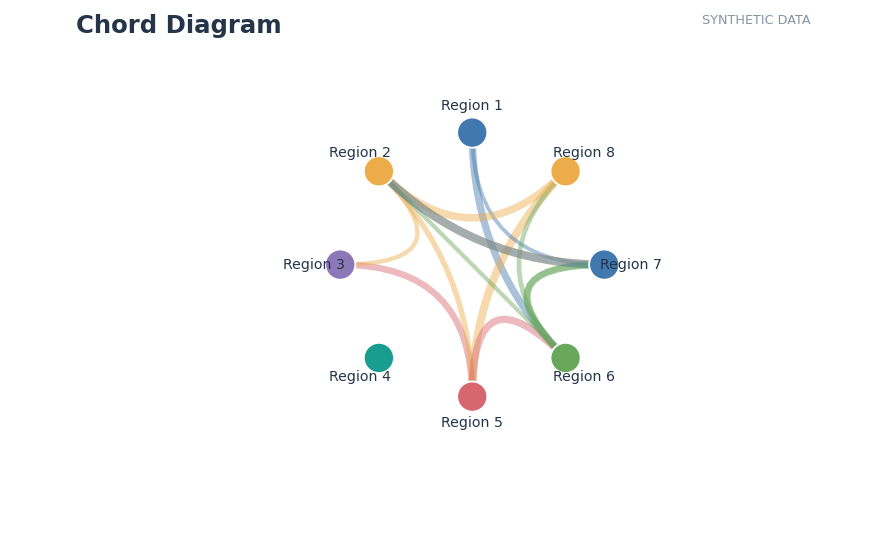 Chord Diagram
SYNTHETIC DATA
Region 1
Region 2
Region 8
Region 3
Region 7
Region 4
Region 6
Region 5